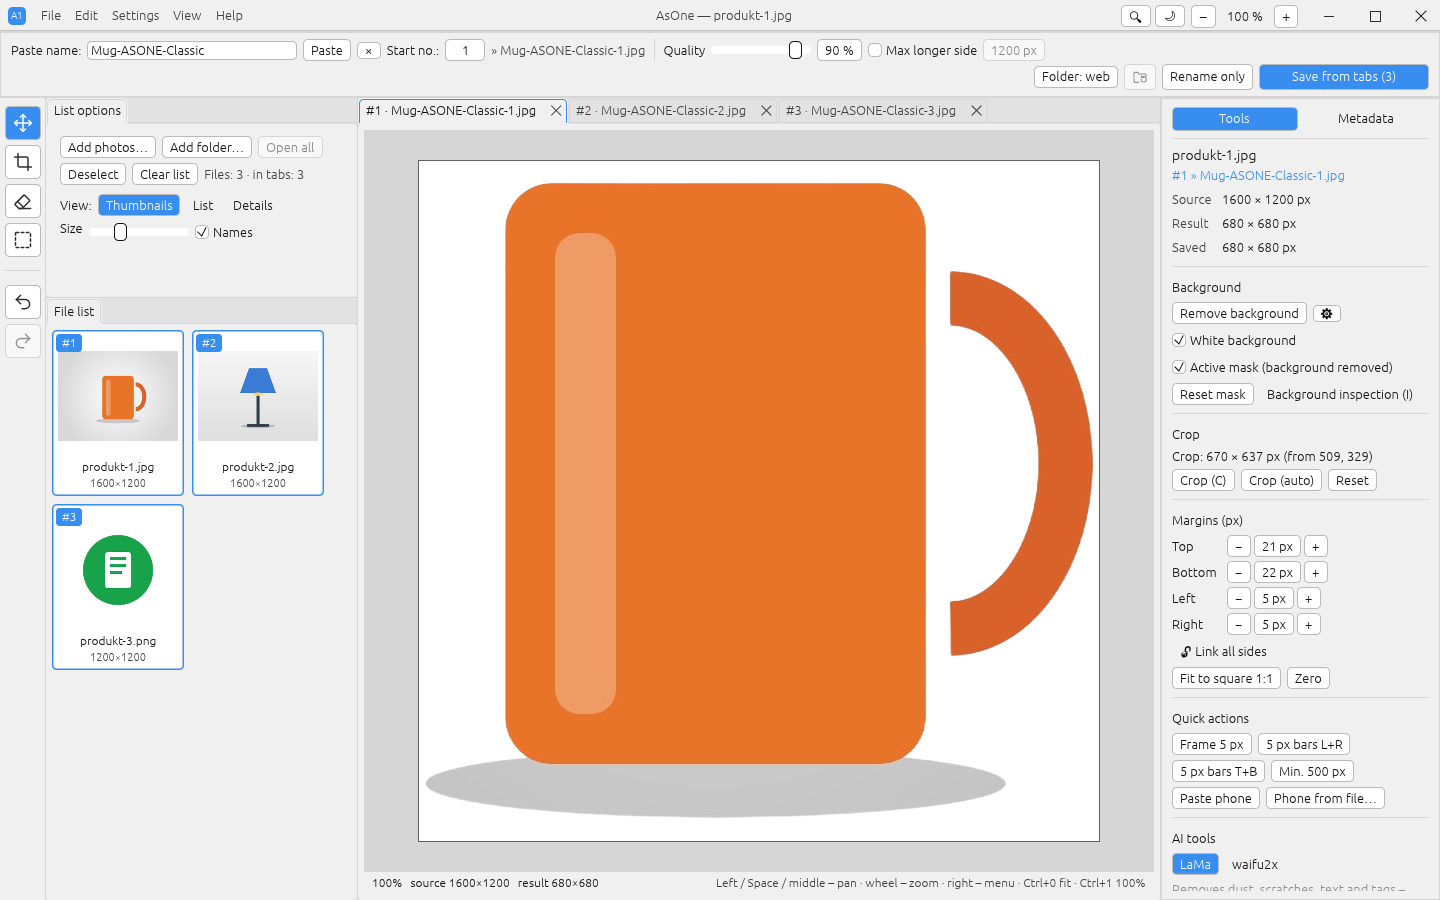 A1 File Edit Settings View Help AsOne — produkt-1.jpg − 100 % +
Paste name: Mug-ASONE-Classic Paste × Start no.: 1 » Mug-ASONE-Classic-1.jpg Quality 90 % Max longer side 1200 px
Folder: web Rename only Save from tabs (3)
List options
Add photos… Add folder… Open all
Deselect Clear list Files: 3 · in tabs: 3
View: Thumbnails List Details
Size Names
File list
#1 #2
produkt-1.jpg produkt-2.jpg
1600×1200 1600×1200
#3
produkt-3.png
1200×1200
#1 · Mug-ASONE-Classic-1.jpg #2 · Mug-ASONE-Classic-2.jpg #3 · Mug-ASONE-Classic-3.jpg
100% source 1600×1200 result 680×680 Left / Space / middle – pan · wheel – zoom · right – menu · Ctrl+0 fit · Ctrl+1 100%
Tools Metadata
produkt-1.jpg
#1 » Mug-ASONE-Classic-1.jpg
Source 1600 × 1200 px
Result 680 × 680 px
Saved 680 × 680 px
Background
Remove background
White background
Active mask (background removed)
Reset mask Background inspection (I)
Crop
Crop: 670 × 637 px (from 509, 329)
Crop (C) Crop (auto) Reset
Margins (px)
Top − 21 px +
Bottom − 22 px +
Left − 5 px +
Right − 5 px +
Link all sides
Fit to square 1:1 Zero
Quick actions
Frame 5 px 5 px bars L+R
5 px bars T+B Min. 500 px
Paste phone Phone from file…
AI tools
LaMa waifu2x
Removes dust, scratches, text and tags –